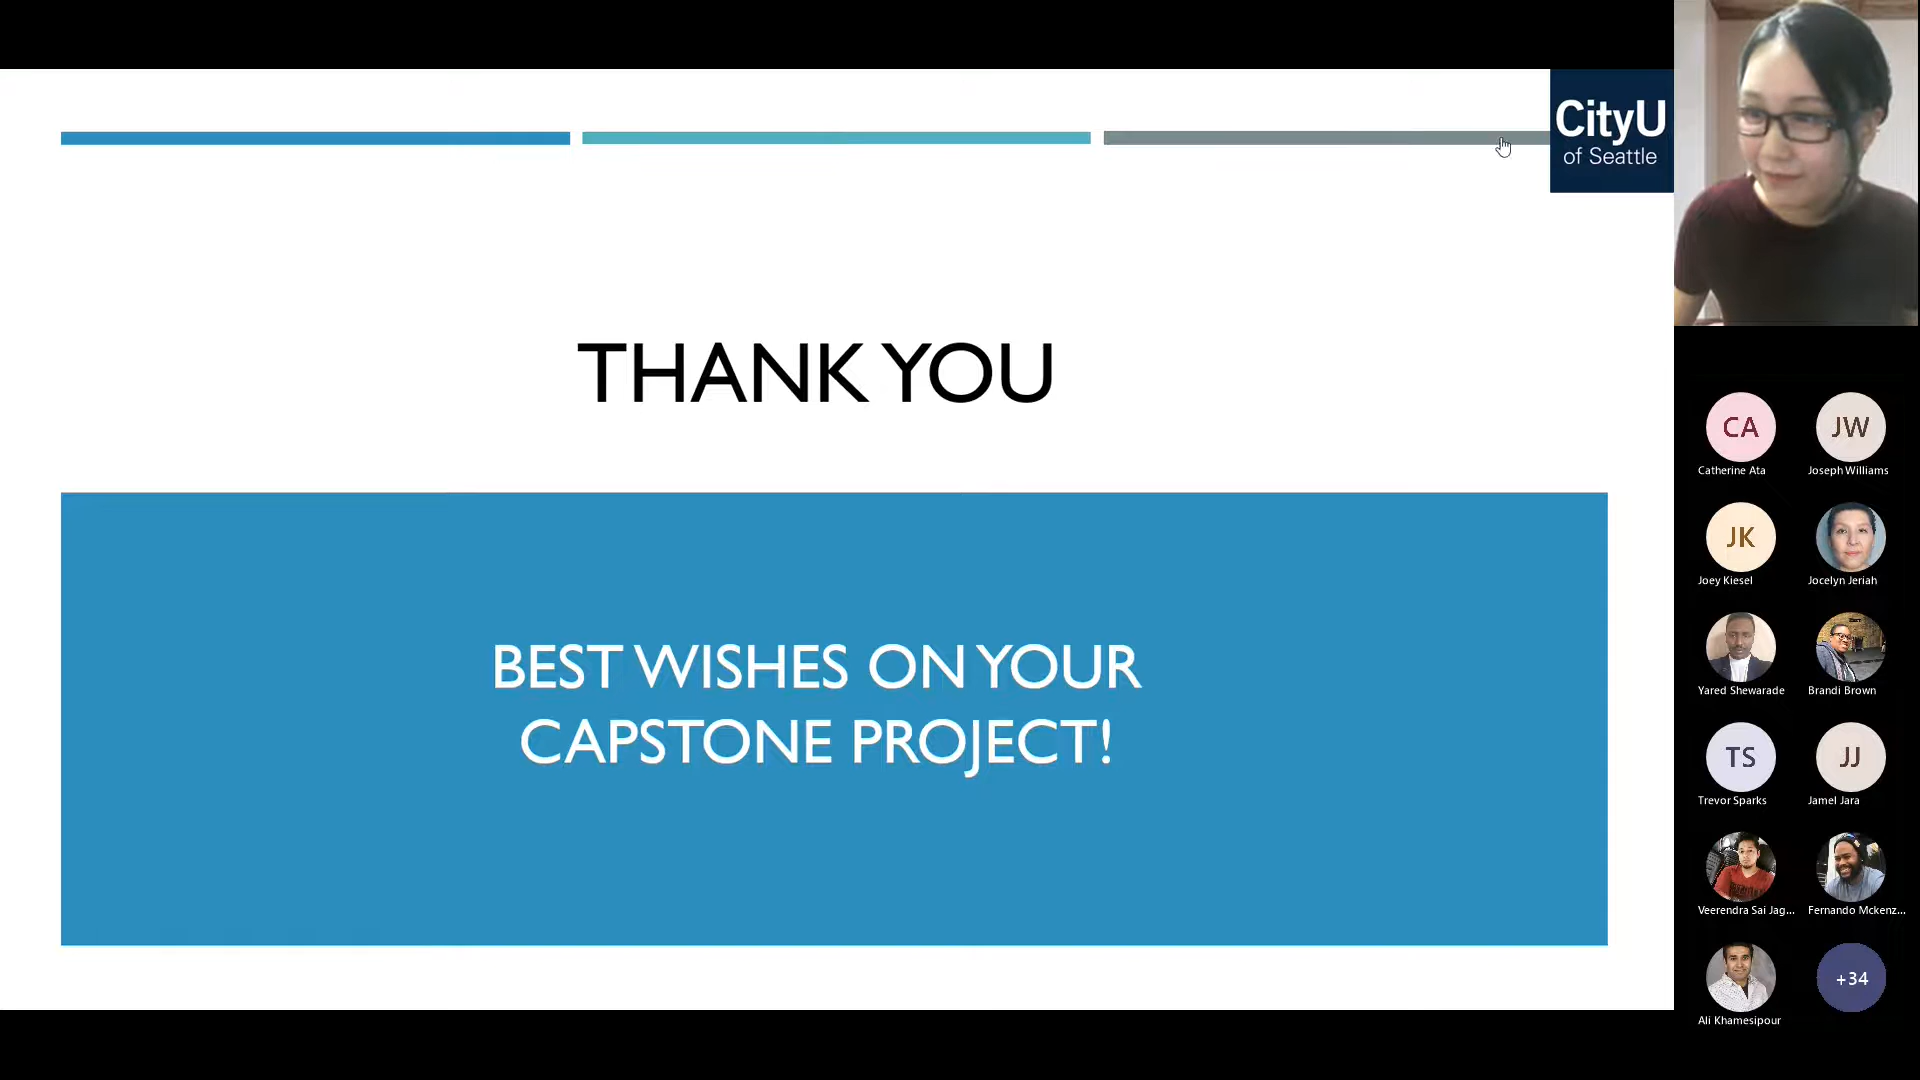 CityU
of Seattle
THANK YOU
BEST WISHES ON YOUR
CAPSTONE PROJECT!
CA
JW
Catherine Ata
Joseph Williams
JK
Joey Kiesel
Jocelyn Jeriah
Yared Shewarade
Brandi Brown
TS
JJ
Trevor Sparks
Jamel Jara
Veerendra Sai Jag...
Fernando Mckenz...
+34
Ali Khamesipour